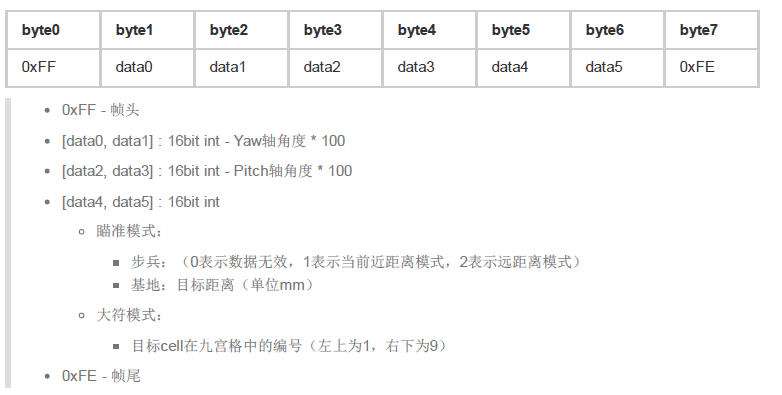 byte0 byte1 byte2 byte3 byte4 byte5 byte6 byte7
0xFF data0 data1 data2 data3 data4 data5 0xFE
0xFF - 帧头
[data0, data1] : 16bit int - Yaw轴角度 * 100
[data2, data3] : 16bit int - Pitch轴角度 * 100
[data4, data5] : 16bit int
瞄准模式：
步兵：（0表示数据无效，1表示当前近距离模式，2表示远距离模式）
基地：目标距离（单位mm）
大符模式：
目标cell在九宫格中的编号（左上为1，右下为9）
0xFE - 帧尾